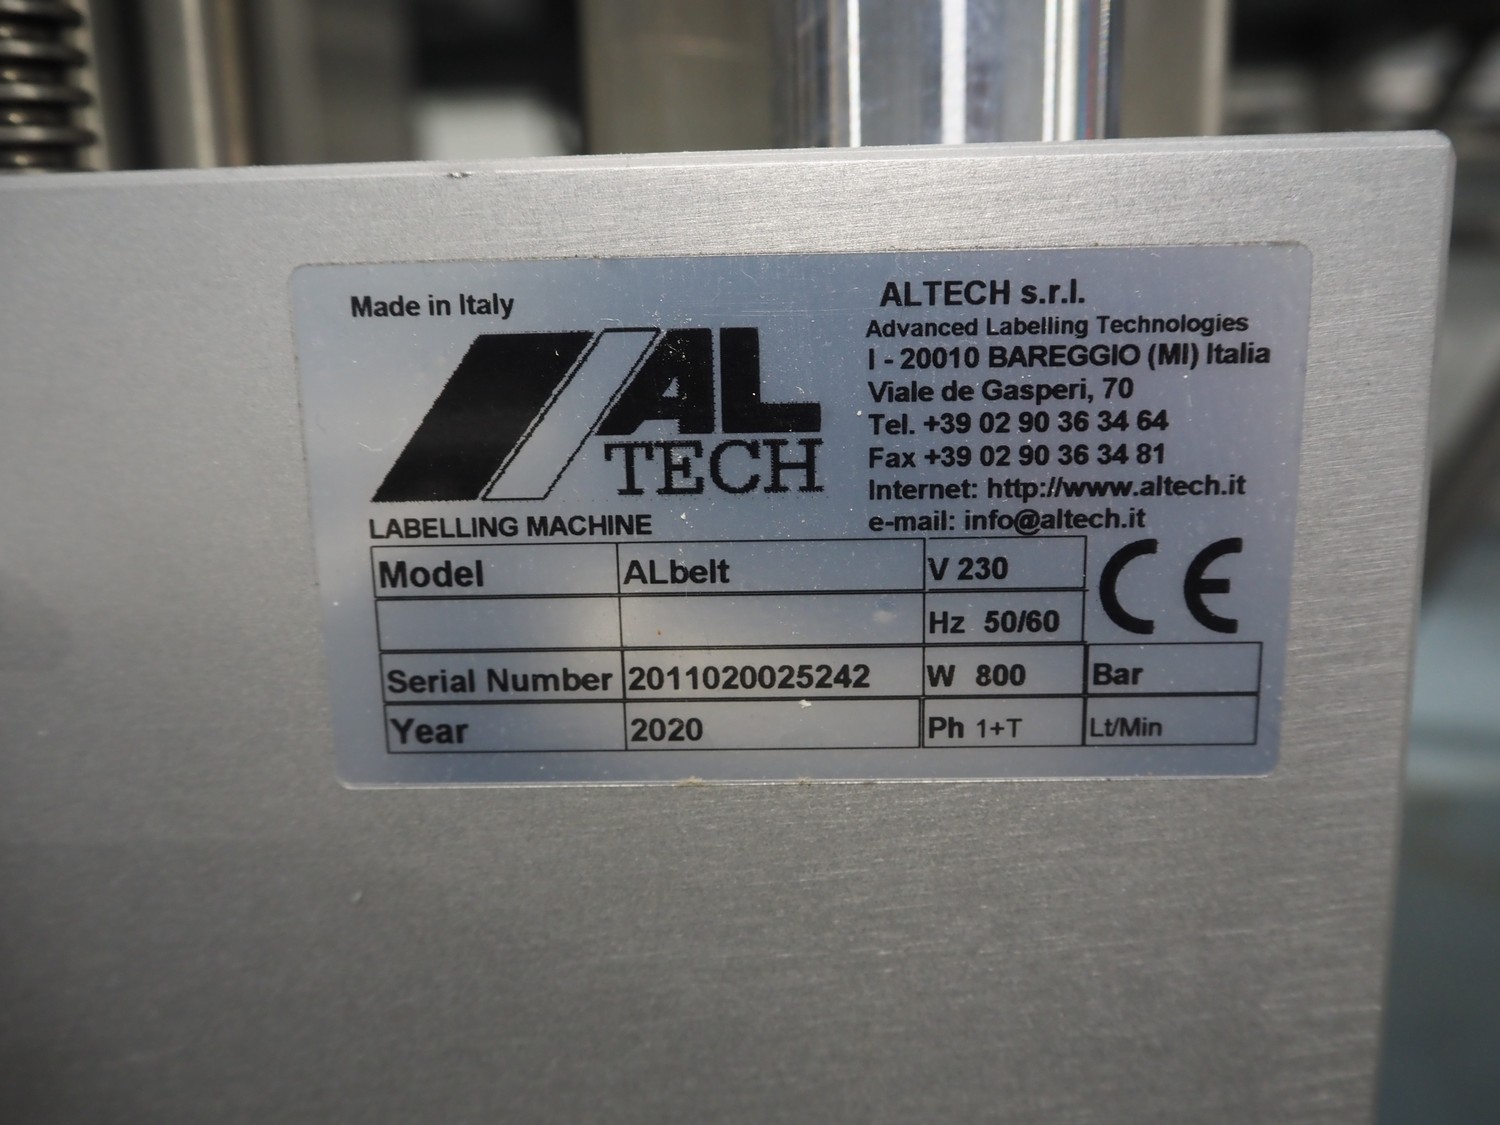 Made in Italy
AL
TECH
LABELLING MACHINE
ALTECH s.r.l.
Advanced Labelling Technologies
I - 20010 BAREGGIO (MI) Italia
Viale de Gasperi, 70
Tel. +39 02 90 36 34 64
Fax +39 02 90 36 34 81
Internet: http://www.altech.it
e-mail: info@altech.it
Model ALbelt V 230 CE
Hz 50/60
Serial Number 2011020025242 W 800 Bar
Year 2020 Ph 1+T Lt/Min